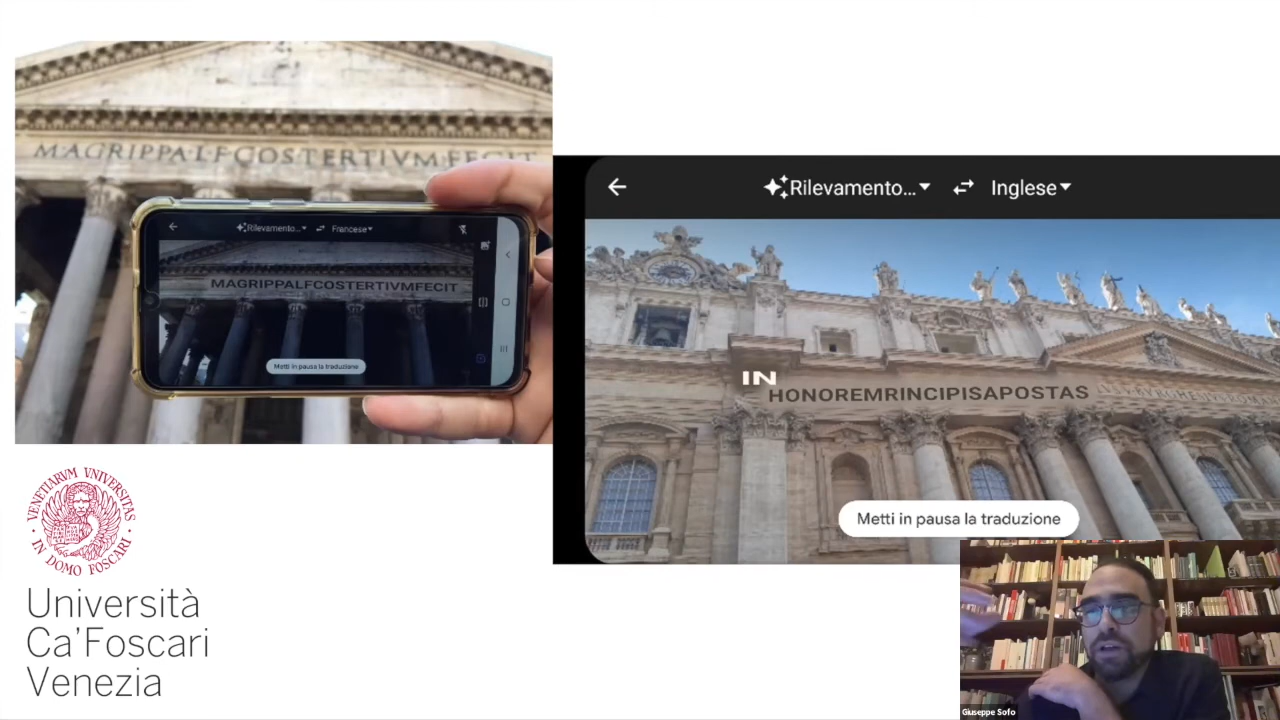 M·AGRIPPA·L·F·COS·TERTIVM·FECIT
Rilevamento... Francese
MAGRIPPALFCOSTERTIVMFECIT
Metti in pausa la traduzione
Rilevamento... Inglese
IN
HONOREMRINCIPISAPOSTAS
Metti in pausa la traduzione
VENETIARVM VNIVERSITAS
IN DOMO FOSCARI
Università
Ca'Foscari
Venezia
Giuseppe Sofo